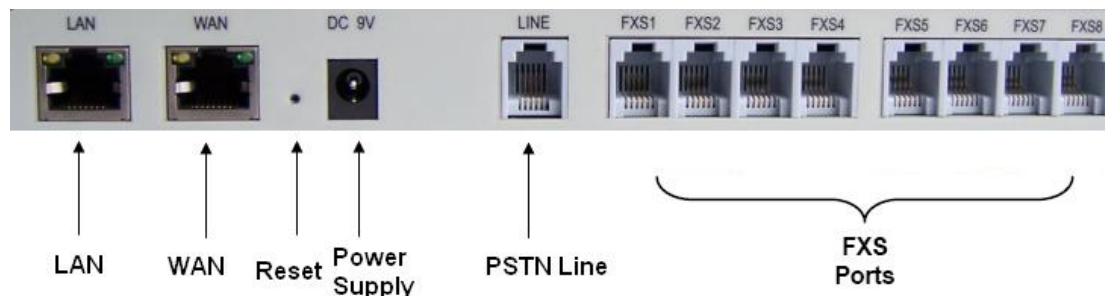 LAN WAN DC 9V LINE FXS1 FXS2 FXS3 FXS4 FXS5 FXS6 FXS7 FXS8
LAN WAN Reset Power Supply PSTN Line FXS Ports